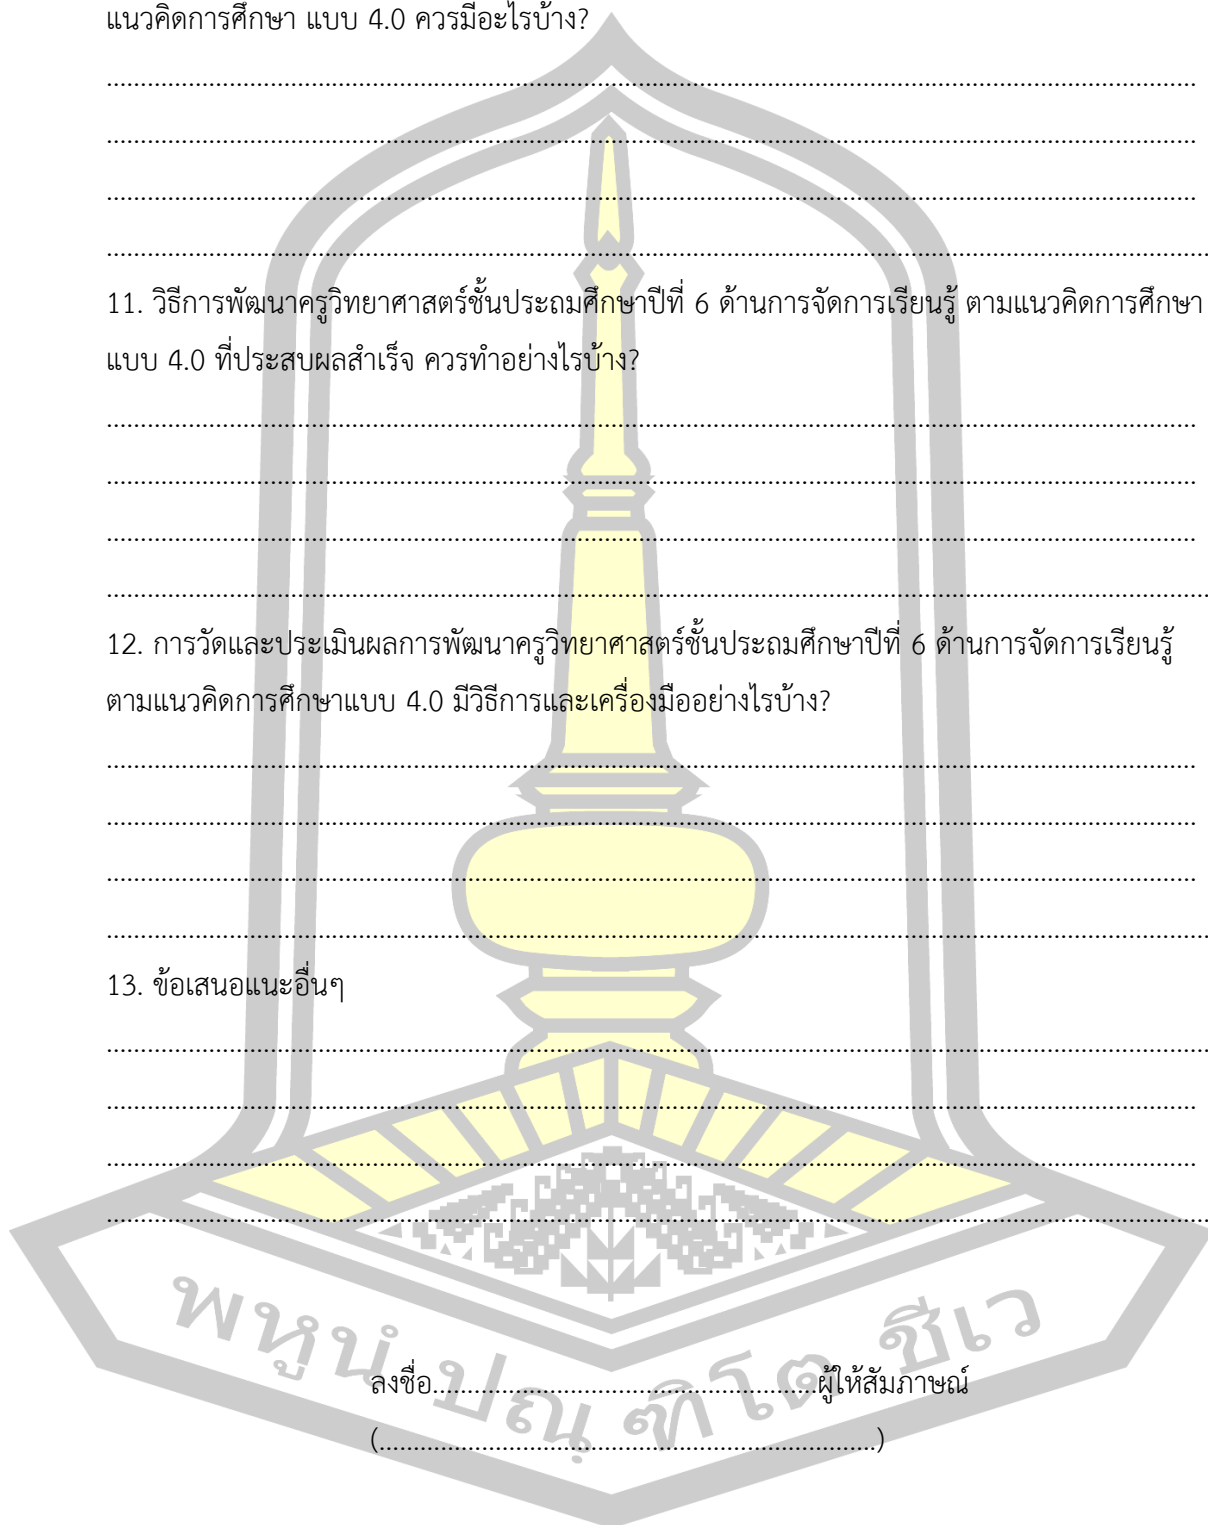 แนวคิดการศึกษา แบบ 4.0 ควรมีอะไรบ้าง?
................................................................................
................................................................................
................................................................................
................................................................................
11. วิธีการพัฒนาครูวิทยาศาสตร์ชั้นประถมศึกษาปีที่ 6 ด้านการจัดการเรียนรู้ ตามแนวคิดการศึกษา
แบบ 4.0 ที่ประสบผลสำเร็จ ควรทำอย่างไรบ้าง?
................................................................................
................................................................................
................................................................................
................................................................................
12. การวัดและประเมินผลการพัฒนาครูวิทยาศาสตร์ชั้นประถมศึกษาปีที่ 6 ด้านการจัดการเรียนรู้
ตามแนวคิดการศึกษาแบบ 4.0 มีวิธีการและเครื่องมืออย่างไรบ้าง?
................................................................................
................................................................................
................................................................................
................................................................................
13. ข้อเสนอแนะอื่นๆ
................................................................................
................................................................................
................................................................................
................................................................................
พหูนํ ปณฺฑิโต ชีเว
ลงชื่อ.........................................................ผู้ให้สัมภาษณ์
(.........................................................................)